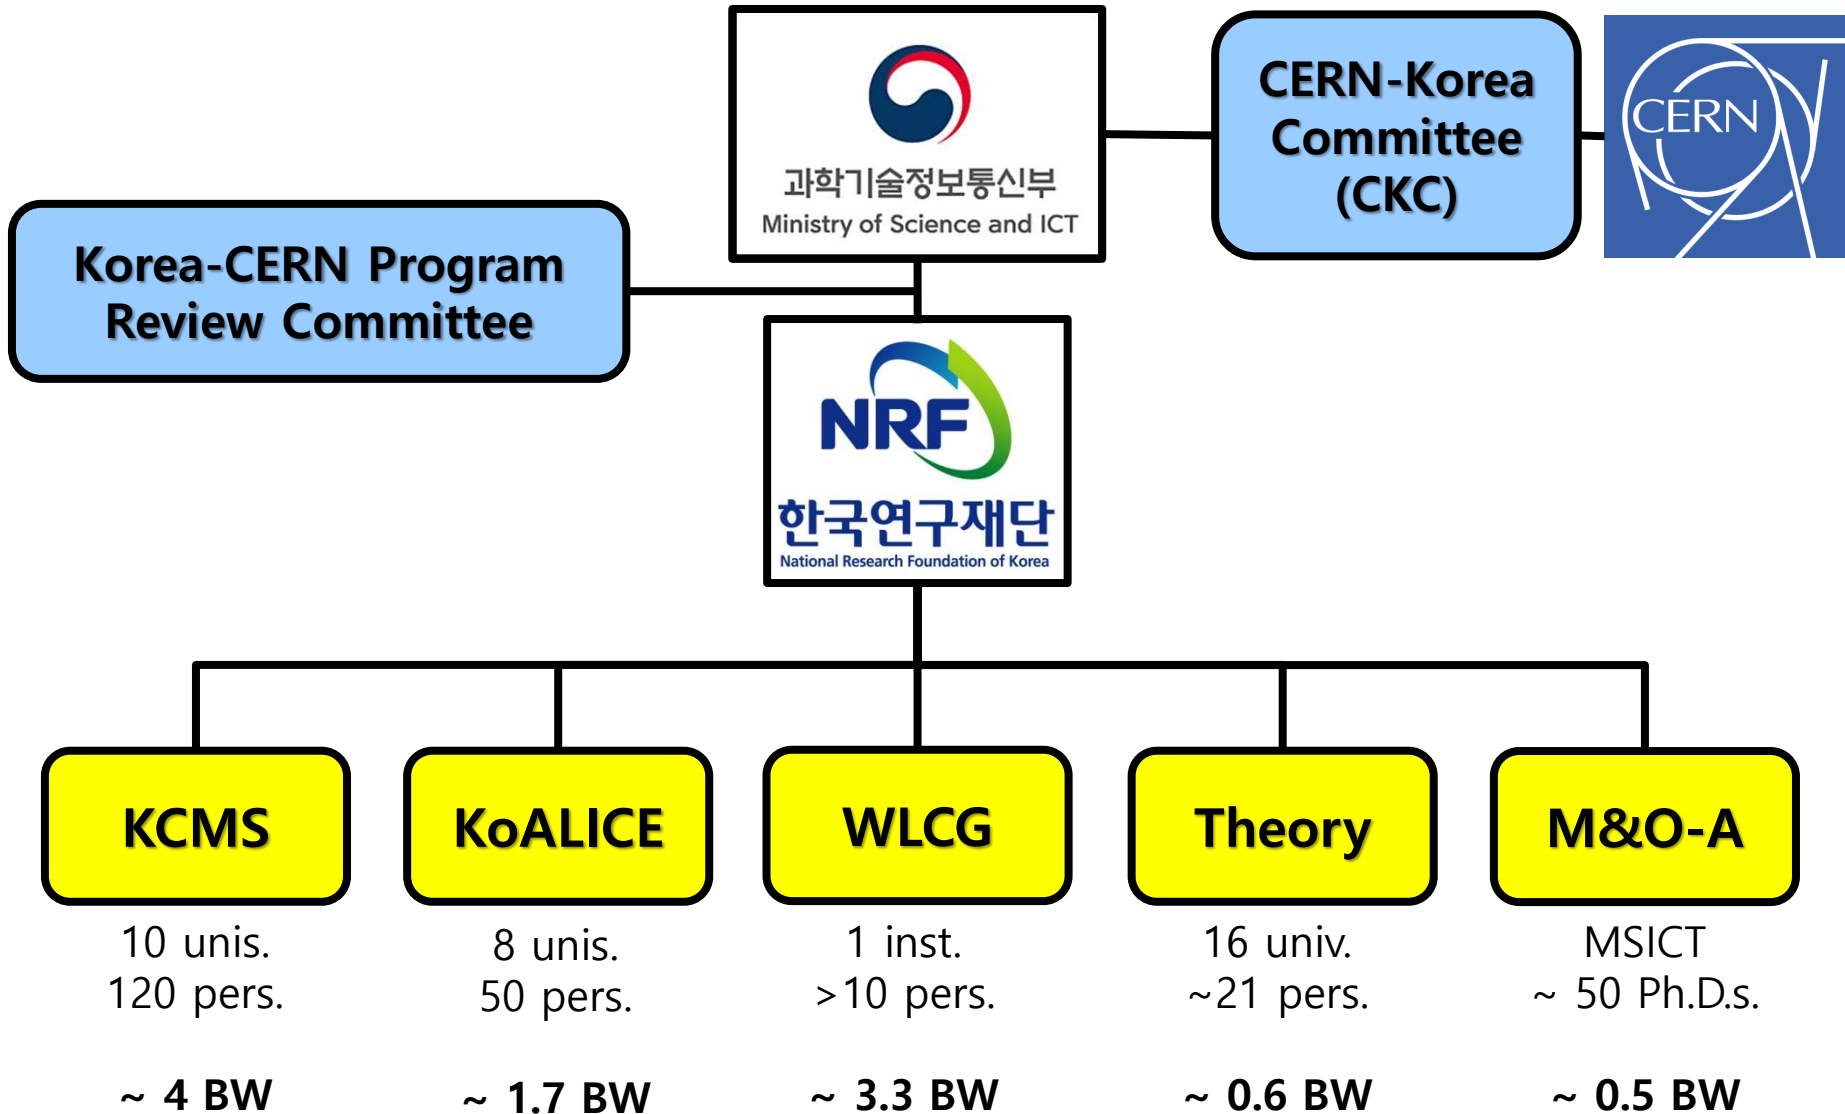 과학기술정보통신부
Ministry of Science and ICT
CERN-Korea
Committee
(CKC)
CERN
Korea-CERN Program
Review Committee
NRF
한국연구재단
National Research Foundation of Korea
KCMS
10 unis.
120 pers.
~ 4 BW
KoALICE
8 unis.
50 pers.
~ 1.7 BW
WLCG
1 inst.
>10 pers.
~ 3.3 BW
Theory
16 univ.
~21 pers.
~ 0.6 BW
M&O-A
MSICT
~ 50 Ph.D.s.
~ 0.5 BW